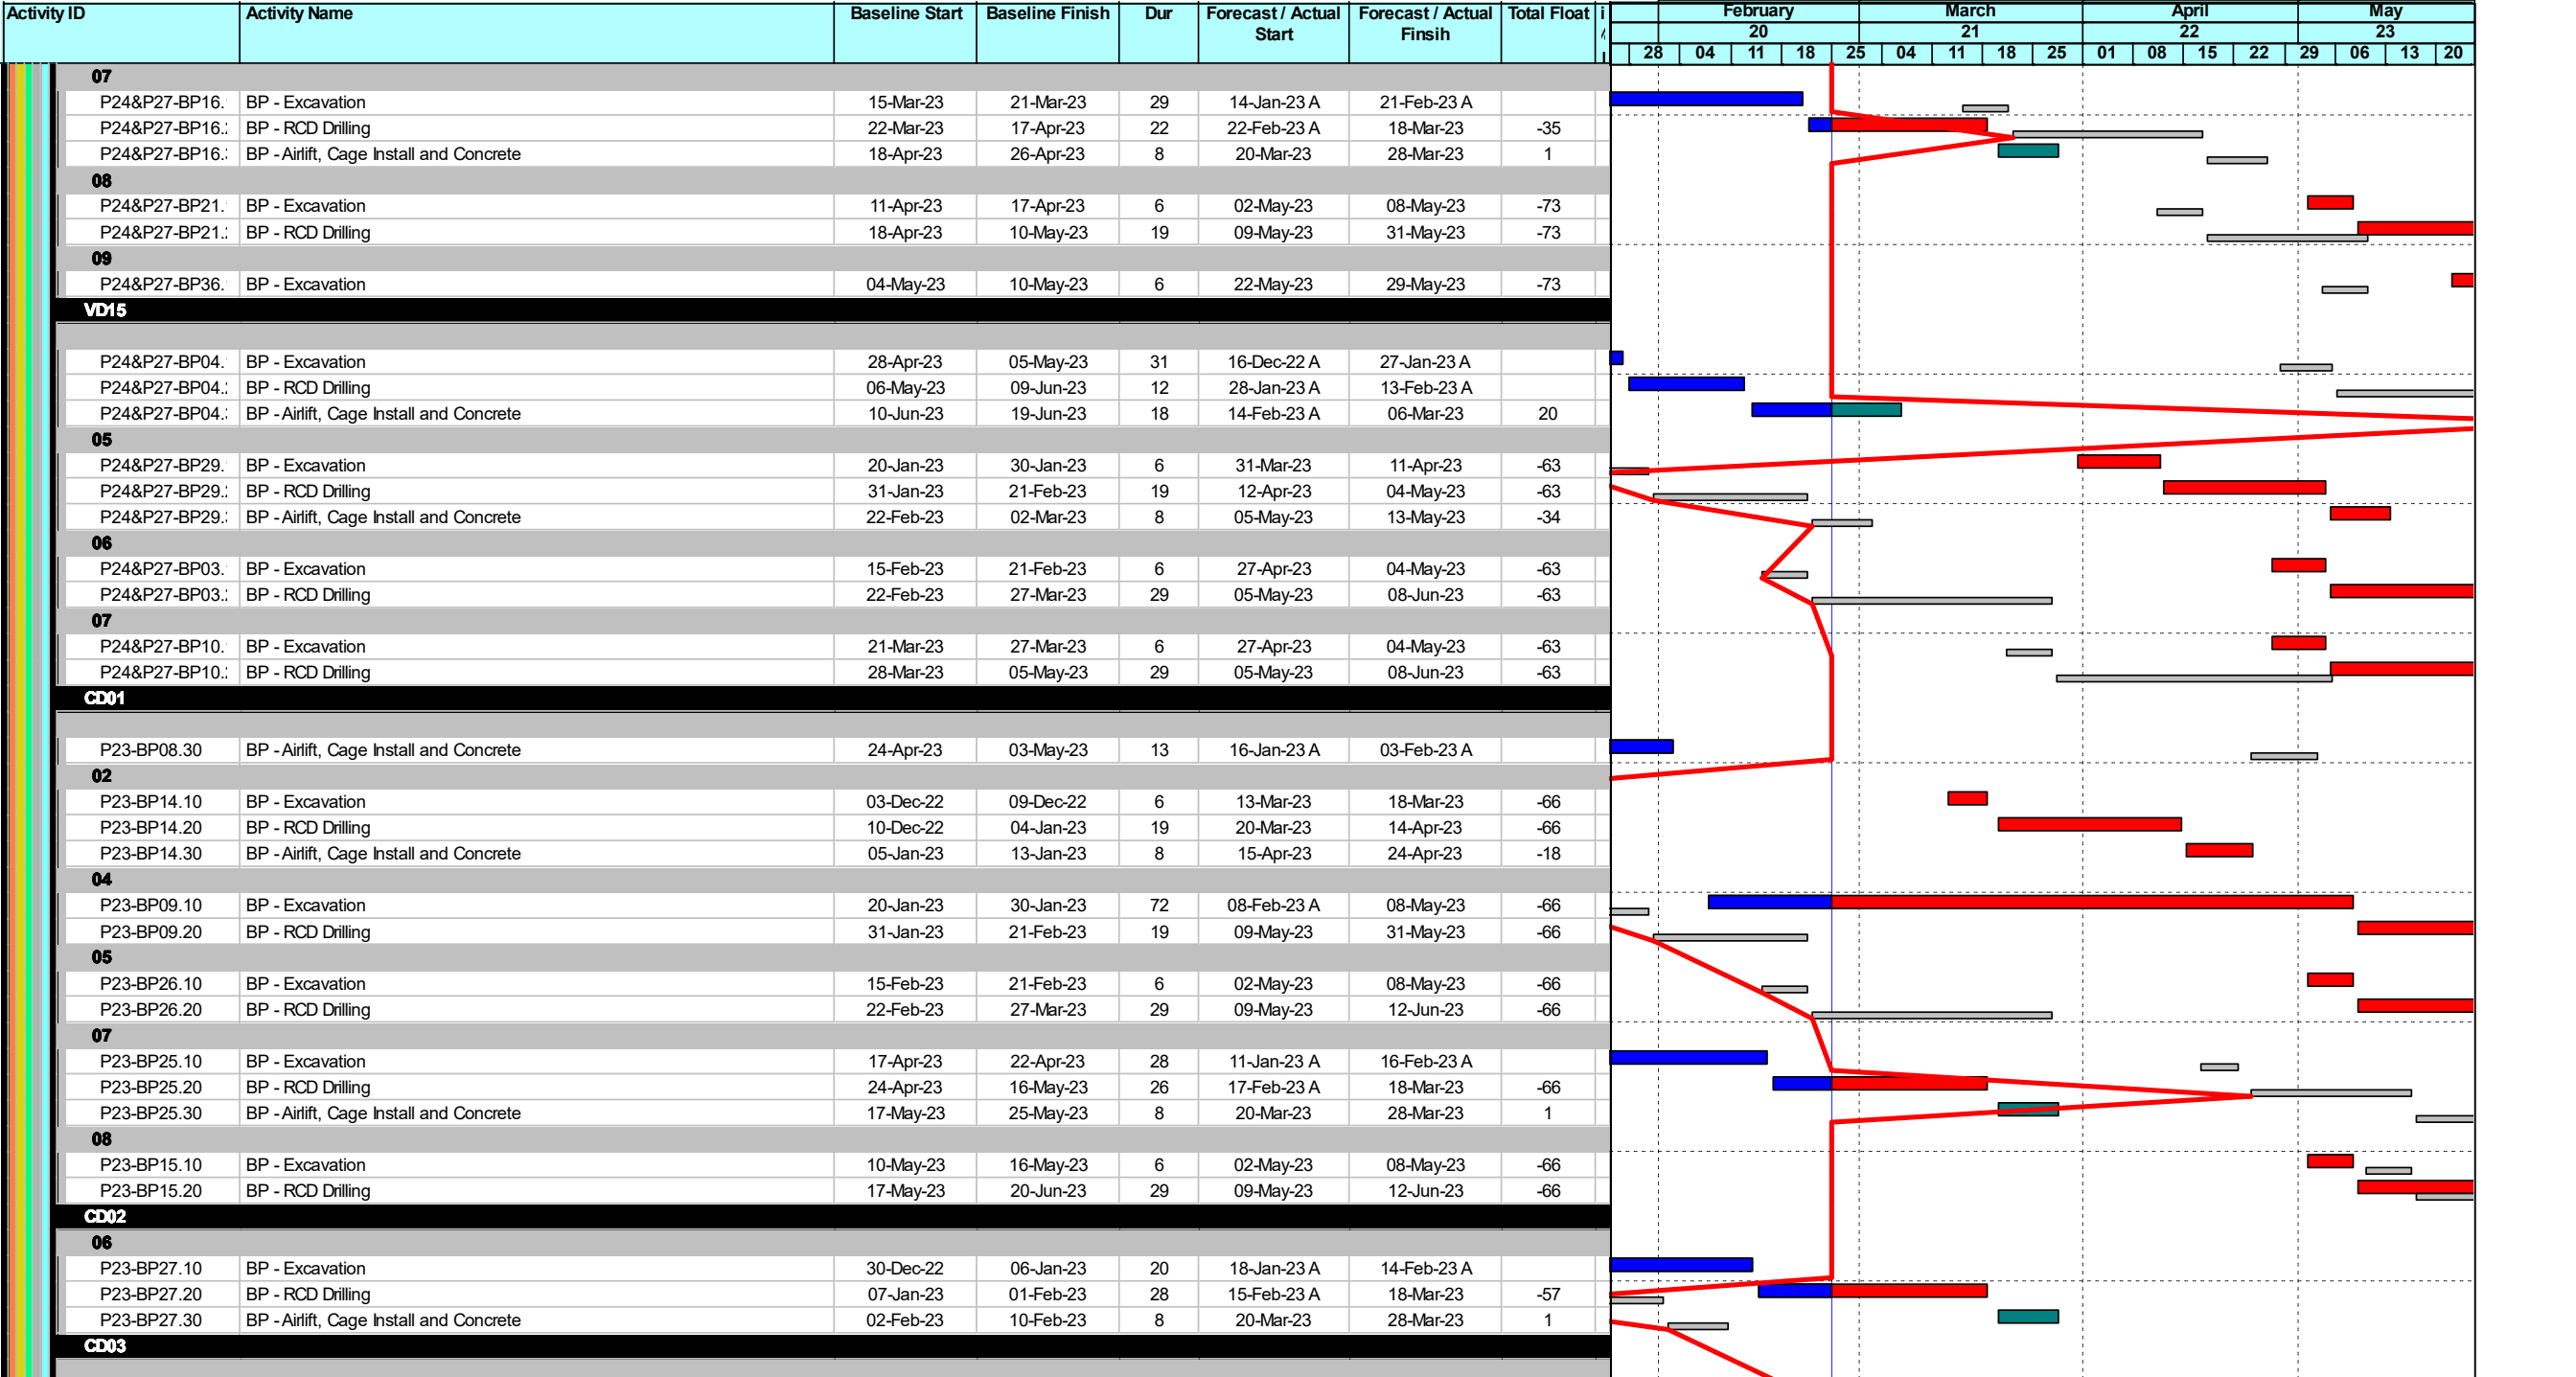 Activity ID Activity Name Baseline Start Baseline Finish Dur Forecast / Actual Start Forecast / Actual Finsih Total Float
February March April May
20 21 22 23
28 04 11 18 25 04 11 18 25 01 08 15 22 29 06 13 20
07
P24&P27-BP16. BP - Excavation 15-Mar-23 21-Mar-23 29 14-Jan-23 A 21-Feb-23 A
P24&P27-BP16. BP - RCD Drilling 22-Mar-23 17-Apr-23 22 22-Feb-23 A 18-Mar-23 -35
P24&P27-BP16. BP - Airlift, Cage Install and Concrete 18-Apr-23 26-Apr-23 8 20-Mar-23 28-Mar-23 1
08
P24&P27-BP21. BP - Excavation 11-Apr-23 17-Apr-23 6 02-May-23 08-May-23 -73
P24&P27-BP21. BP - RCD Drilling 18-Apr-23 10-May-23 19 09-May-23 31-May-23 -73
09
P24&P27-BP36. BP - Excavation 04-May-23 10-May-23 6 22-May-23 29-May-23 -73
VD15
P24&P27-BP04. BP - Excavation 28-Apr-23 05-May-23 31 16-Dec-22 A 27-Jan-23 A
P24&P27-BP04. BP - RCD Drilling 06-May-23 09-Jun-23 12 28-Jan-23 A 13-Feb-23 A
P24&P27-BP04. BP - Airlift, Cage Install and Concrete 10-Jun-23 19-Jun-23 18 14-Feb-23 A 06-Mar-23 20
05
P24&P27-BP29. BP - Excavation 20-Jan-23 30-Jan-23 6 31-Mar-23 11-Apr-23 -63
P24&P27-BP29. BP - RCD Drilling 31-Jan-23 21-Feb-23 19 12-Apr-23 04-May-23 -63
P24&P27-BP29. BP - Airlift, Cage Install and Concrete 22-Feb-23 02-Mar-23 8 05-May-23 13-May-23 -34
06
P24&P27-BP03. BP - Excavation 15-Feb-23 21-Feb-23 6 27-Apr-23 04-May-23 -63
P24&P27-BP03. BP - RCD Drilling 22-Feb-23 27-Mar-23 29 05-May-23 08-Jun-23 -63
07
P24&P27-BP10. BP - Excavation 21-Mar-23 27-Mar-23 6 27-Apr-23 04-May-23 -63
P24&P27-BP10. BP - RCD Drilling 28-Mar-23 05-May-23 29 05-May-23 08-Jun-23 -63
CD01
P23-BP08.30 BP - Airlift, Cage Install and Concrete 24-Apr-23 03-May-23 13 16-Jan-23 A 03-Feb-23 A
02
P23-BP14.10 BP - Excavation 03-Dec-22 09-Dec-22 6 13-Mar-23 18-Mar-23 -66
P23-BP14.20 BP - RCD Drilling 10-Dec-22 04-Jan-23 19 20-Mar-23 14-Apr-23 -66
P23-BP14.30 BP - Airlift, Cage Install and Concrete 05-Jan-23 13-Jan-23 8 15-Apr-23 24-Apr-23 -18
04
P23-BP09.10 BP - Excavation 20-Jan-23 30-Jan-23 72 08-Feb-23 A 08-May-23 -66
P23-BP09.20 BP - RCD Drilling 31-Jan-23 21-Feb-23 19 09-May-23 31-May-23 -66
05
P23-BP26.10 BP - Excavation 15-Feb-23 21-Feb-23 6 02-May-23 08-May-23 -66
P23-BP26.20 BP - RCD Drilling 22-Feb-23 27-Mar-23 29 09-May-23 12-Jun-23 -66
07
P23-BP25.10 BP - Excavation 17-Apr-23 22-Apr-23 28 11-Jan-23 A 16-Feb-23 A
P23-BP25.20 BP - RCD Drilling 24-Apr-23 16-May-23 26 17-Feb-23 A 18-Mar-23 -66
P23-BP25.30 BP - Airlift, Cage Install and Concrete 17-May-23 25-May-23 8 20-Mar-23 28-Mar-23 1
08
P23-BP15.10 BP - Excavation 10-May-23 16-May-23 6 02-May-23 08-May-23 -66
P23-BP15.20 BP - RCD Drilling 17-May-23 20-Jun-23 29 09-May-23 12-Jun-23 -66
CD02
06
P23-BP27.10 BP - Excavation 30-Dec-22 06-Jan-23 20 18-Jan-23 A 14-Feb-23 A
P23-BP27.20 BP - RCD Drilling 07-Jan-23 01-Feb-23 28 15-Feb-23 A 18-Mar-23 -57
P23-BP27.30 BP - Airlift, Cage Install and Concrete 02-Feb-23 10-Feb-23 8 20-Mar-23 28-Mar-23 1
CD03